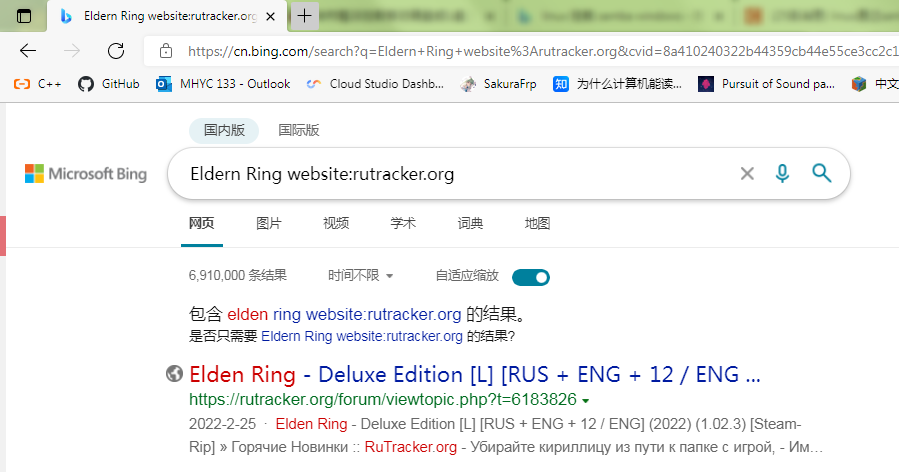 Eldern Ring website:rutracker.org
https://cn.bing.com/search?q=Eldern+Ring+website%3Arutracker.org&cvid=8a410240322b44359cb44e55ce3cc2c1
C++ GitHub MHYC 133 - Outlook Cloud Studio Dashb... SakuraFrp 知 为什么计算机能读... Pursuit of Sound pa... 中文
国内版 国际版
Microsoft Bing Eldern Ring website:rutracker.org
网页 图片 视频 学术 词典 地图
6,910,000 条结果 时间不限 自适应缩放
包含 elden ring website:rutracker.org 的结果。
是否只需要 Eldern Ring website:rutracker.org 的结果?
Elden Ring - Deluxe Edition [L] [RUS + ENG + 12 / ENG ...
https://rutracker.org/forum/viewtopic.php?t=6183826
2022-2-25 · Elden Ring - Deluxe Edition [L] [RUS + ENG + 12 / ENG] (2022) (1.02.3) [Steam-
Rip] » Горячие Новинки :: RuTracker.org - Убирайте кириллицу из пути к папке с игрой, - Им...